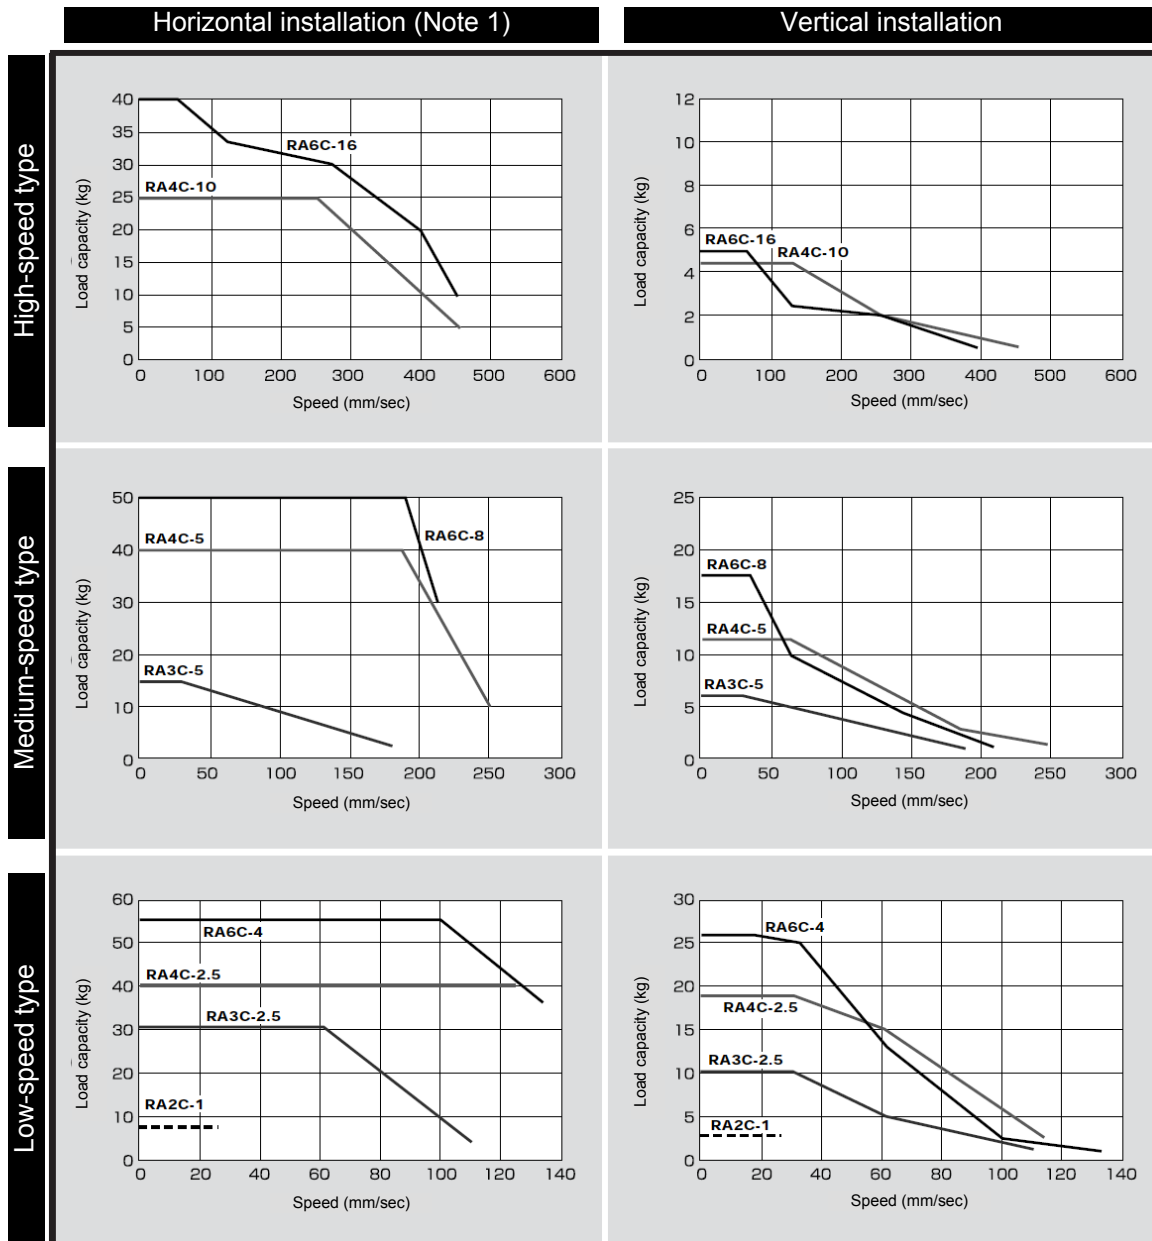 Horizontal installation (Note 1)
Vertical installation
High-speed type
Load capacity (kg)
40
35
30
25
20
15
10
5
0
RA6C-16
RA4C-10
0 100 200 300 400 500 600
Speed (mm/sec)
Load capacity (kg)
12
10
8
6
4
2
0
RA6C-16
RA4C-10
0 100 200 300 400 500 600
Speed (mm/sec)
Medium-speed type
Load capacity (kg)
50
40
30
20
10
0
RA4C-5
RA6C-8
RA3C-5
0 50 100 150 200 250 300
Speed (mm/sec)
Load capacity (kg)
25
20
15
10
5
0
RA6C-8
RA4C-5
RA3C-5
0 50 100 150 200 250 300
Speed (mm/sec)
Low-speed type
Load capacity (kg)
60
50
40
30
20
10
0
RA6C-4
RA4C-2.5
RA3C-2.5
RA2C-1
0 20 40 60 80 100 120 140
Speed (mm/sec)
Load capacity (kg)
30
25
20
15
10
5
0
RA6C-4
RA4C-2.5
RA3C-2.5
RA2C-1
0 20 40 60 80 100 120 140
Speed (mm/sec)